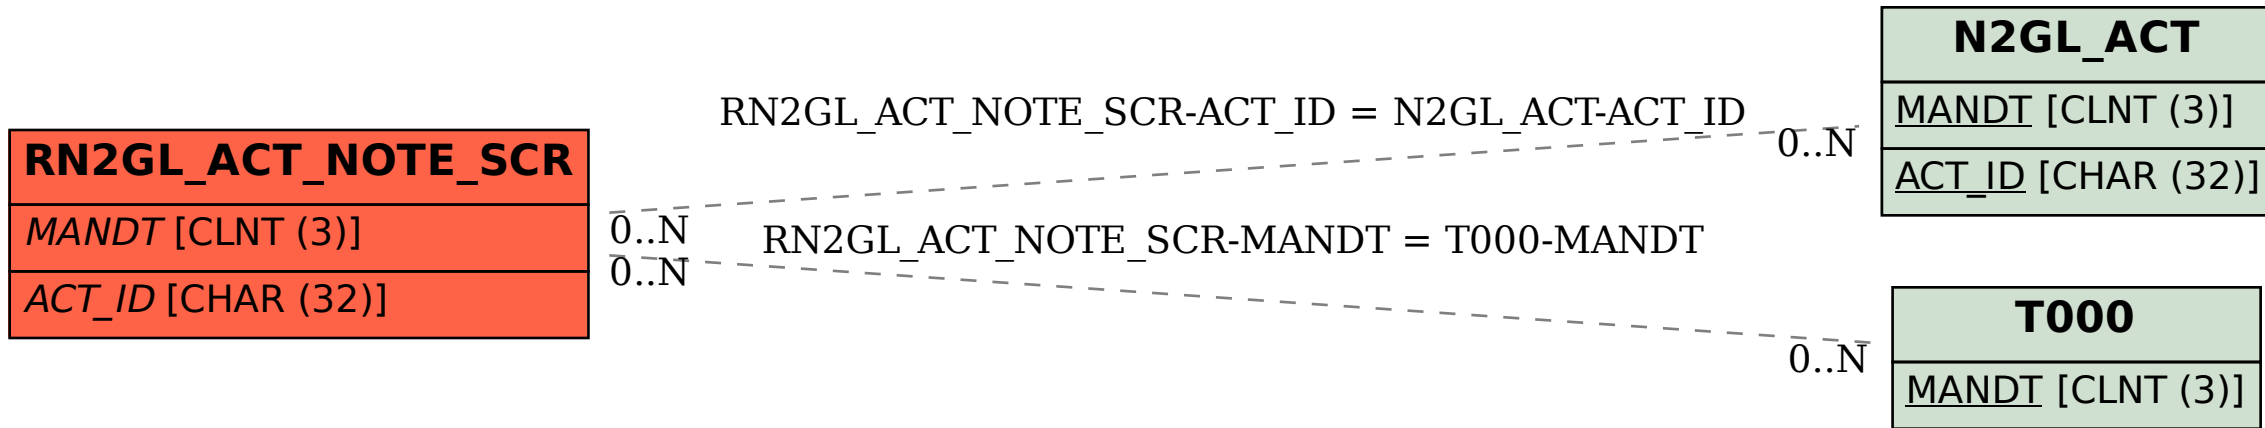 RN2GL_ACT_NOTE_SCR
MANDT [CLNT (3)]
ACT_ID [CHAR (32)]
RN2GL_ACT_NOTE_SCR-ACT_ID = N2GL_ACT-ACT_ID
0..N
0..N
RN2GL_ACT_NOTE_SCR-MANDT = T000-MANDT
0..N
0..N
N2GL_ACT
MANDT [CLNT (3)]
ACT_ID [CHAR (32)]
T000
MANDT [CLNT (3)]